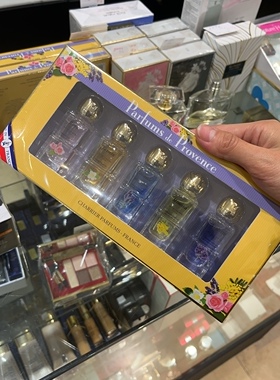 Parfums de Provence
CHARRIER PARFUMS - FRANCE